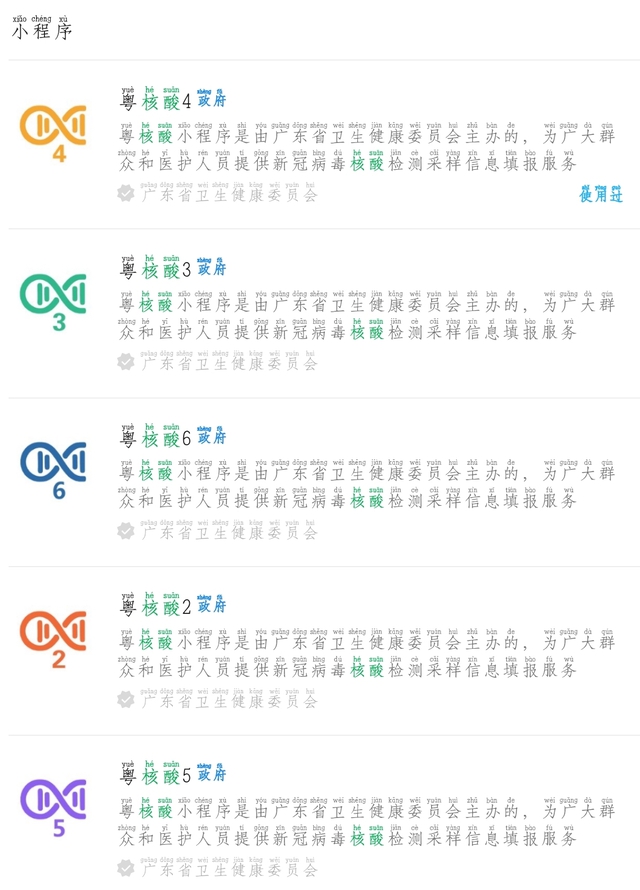 小程序
粤核酸4 政府
粤核酸小程序是由广东省卫生健康委员会主办的，为广大群
众和医护人员提供新冠病毒核酸检测采样信息填报服务
广东省卫生健康委员会
使用过
4
粤核酸3 政府
粤核酸小程序是由广东省卫生健康委员会主办的，为广大群
众和医护人员提供新冠病毒核酸检测采样信息填报服务
广东省卫生健康委员会
3
粤核酸6 政府
粤核酸小程序是由广东省卫生健康委员会主办的，为广大群
众和医护人员提供新冠病毒核酸检测采样信息填报服务
广东省卫生健康委员会
6
粤核酸2 政府
粤核酸小程序是由广东省卫生健康委员会主办的，为广大群
众和医护人员提供新冠病毒核酸检测采样信息填报服务
广东省卫生健康委员会
2
粤核酸5 政府
粤核酸小程序是由广东省卫生健康委员会主办的，为广大群
众和医护人员提供新冠病毒核酸检测采样信息填报服务
广东省卫生健康委员会
5